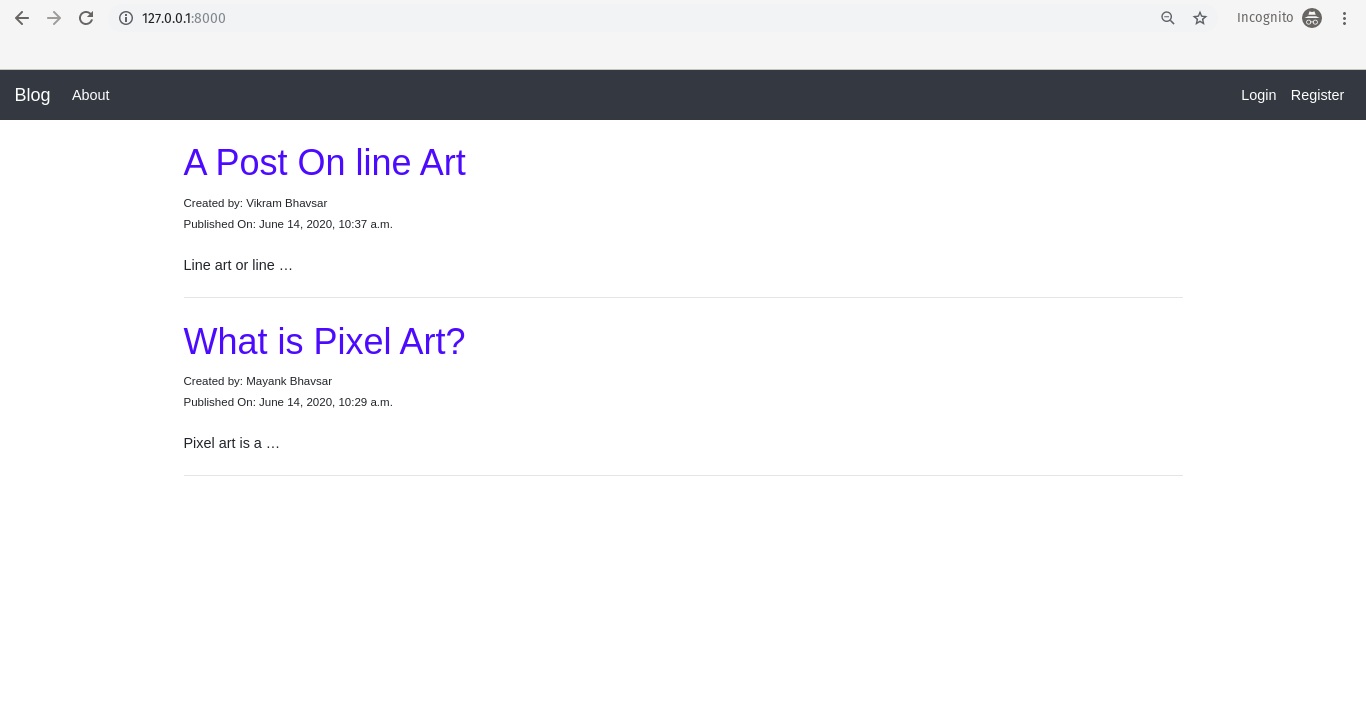 127.0.0.1:8000
Incognito
Blog About Login Register
A Post On line Art
Created by: Vikram Bhavsar
Published On: June 14, 2020, 10:37 a.m.
Line art or line …
What is Pixel Art?
Created by: Mayank Bhavsar
Published On: June 14, 2020, 10:29 a.m.
Pixel art is a …